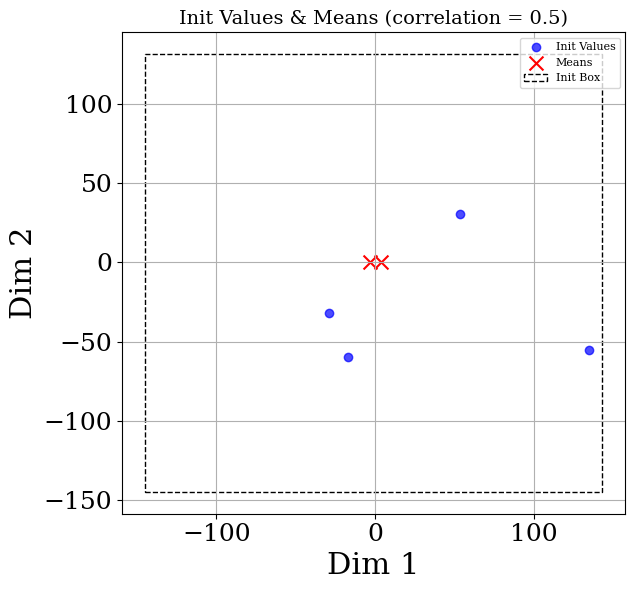 Init Values & Means (correlation = 0.5)
Init Values
Means
Init Box
100
50
0
−50
−100
−150
Dim 2
−100 0 100
Dim 1